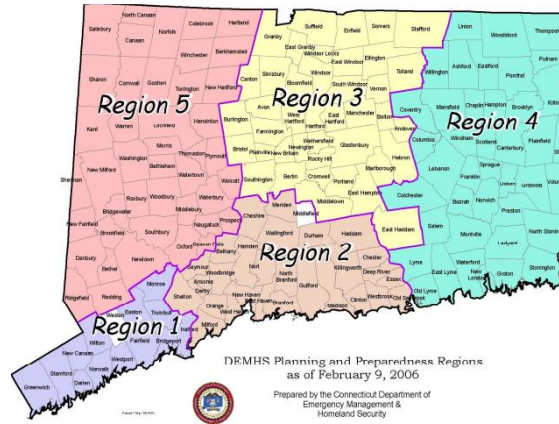 North Canaan
Colebrook
Hartland
Suffield
Enfield
Somers
Stafford
Union
Woodstock
Thompson
Salisbury
Canaan
Norfolk
Granby
East Granby
Windsor Locks
Winchester
Barkhamsted
East Windsor
Ellington
Tolland
Willington
Ashford
Eastford
Pomfret
Putnam
Sharon
Cornwall
Goshen
Torrington
New Hartford
Canton
Simsbury
Bloomfield
Windsor
South Windsor
Vernon
Region 5
Region 3
Region 4
Coventry
Mansfield
Chaplin
Hampton
Brooklyn
Killingly
Avon
West Hartford
East Hartford
Manchester
Bolton
Andover
Columbia
Windham
Scotland
Canterbury
Plainfield
Litchfield
Harwinton
Burlington
Farmington
Wethersfield
Glastonbury
Hebron
Lebanon
Sprague
Franklin
Kent
Warren
Morris
Washington
Bethlehem
Thomaston
Plymouth
Bristol
Plainville
New Britain
Rocky Hill
Marlborough
Sherman
New Milford
Watertown
Wolcott
Southington
Berlin
Cromwell
Portland
East Hampton
Colchester
Bozrah
Norwich
Preston
Roxbury
Woodbury
Waterbury
Middlebury
Bridgewater
Meriden
Middlefield
Middletown
Cheshire
Prospect
Naugatuck
New Fairfield
Brookfield
Southbury
Oxford
Wallingford
Durham
Haddam
East Haddam
Salem
Montville
Ledyard
North Stonington
Danbury
Bethel
Newtown
Bethany
Hamden
Region 2
Killingworth
Chester
Deep River
Essex
Lyme
East Lyme
Waterford
New London
Groton
Stonington
Seymour
Woodbridge
Ansonia
Derby
North Branford
Guilford
Madison
Clinton
Westbrook
Old Saybrook
Old Lyme
Ridgefield
Redding
Monroe
Shelton
Orange
New Haven
West Haven
Branford
Milford
Region 1
Weston
Easton
Trumbull
Wilton
Fairfield
Bridgeport
New Canaan
Westport
Stamford
Norwalk
Darien
Greenwich
DEMHS Planning and Preparedness Regions
as of February 9, 2006
Prepared by the Connecticut Department of
Emergency Management &
Homeland Security